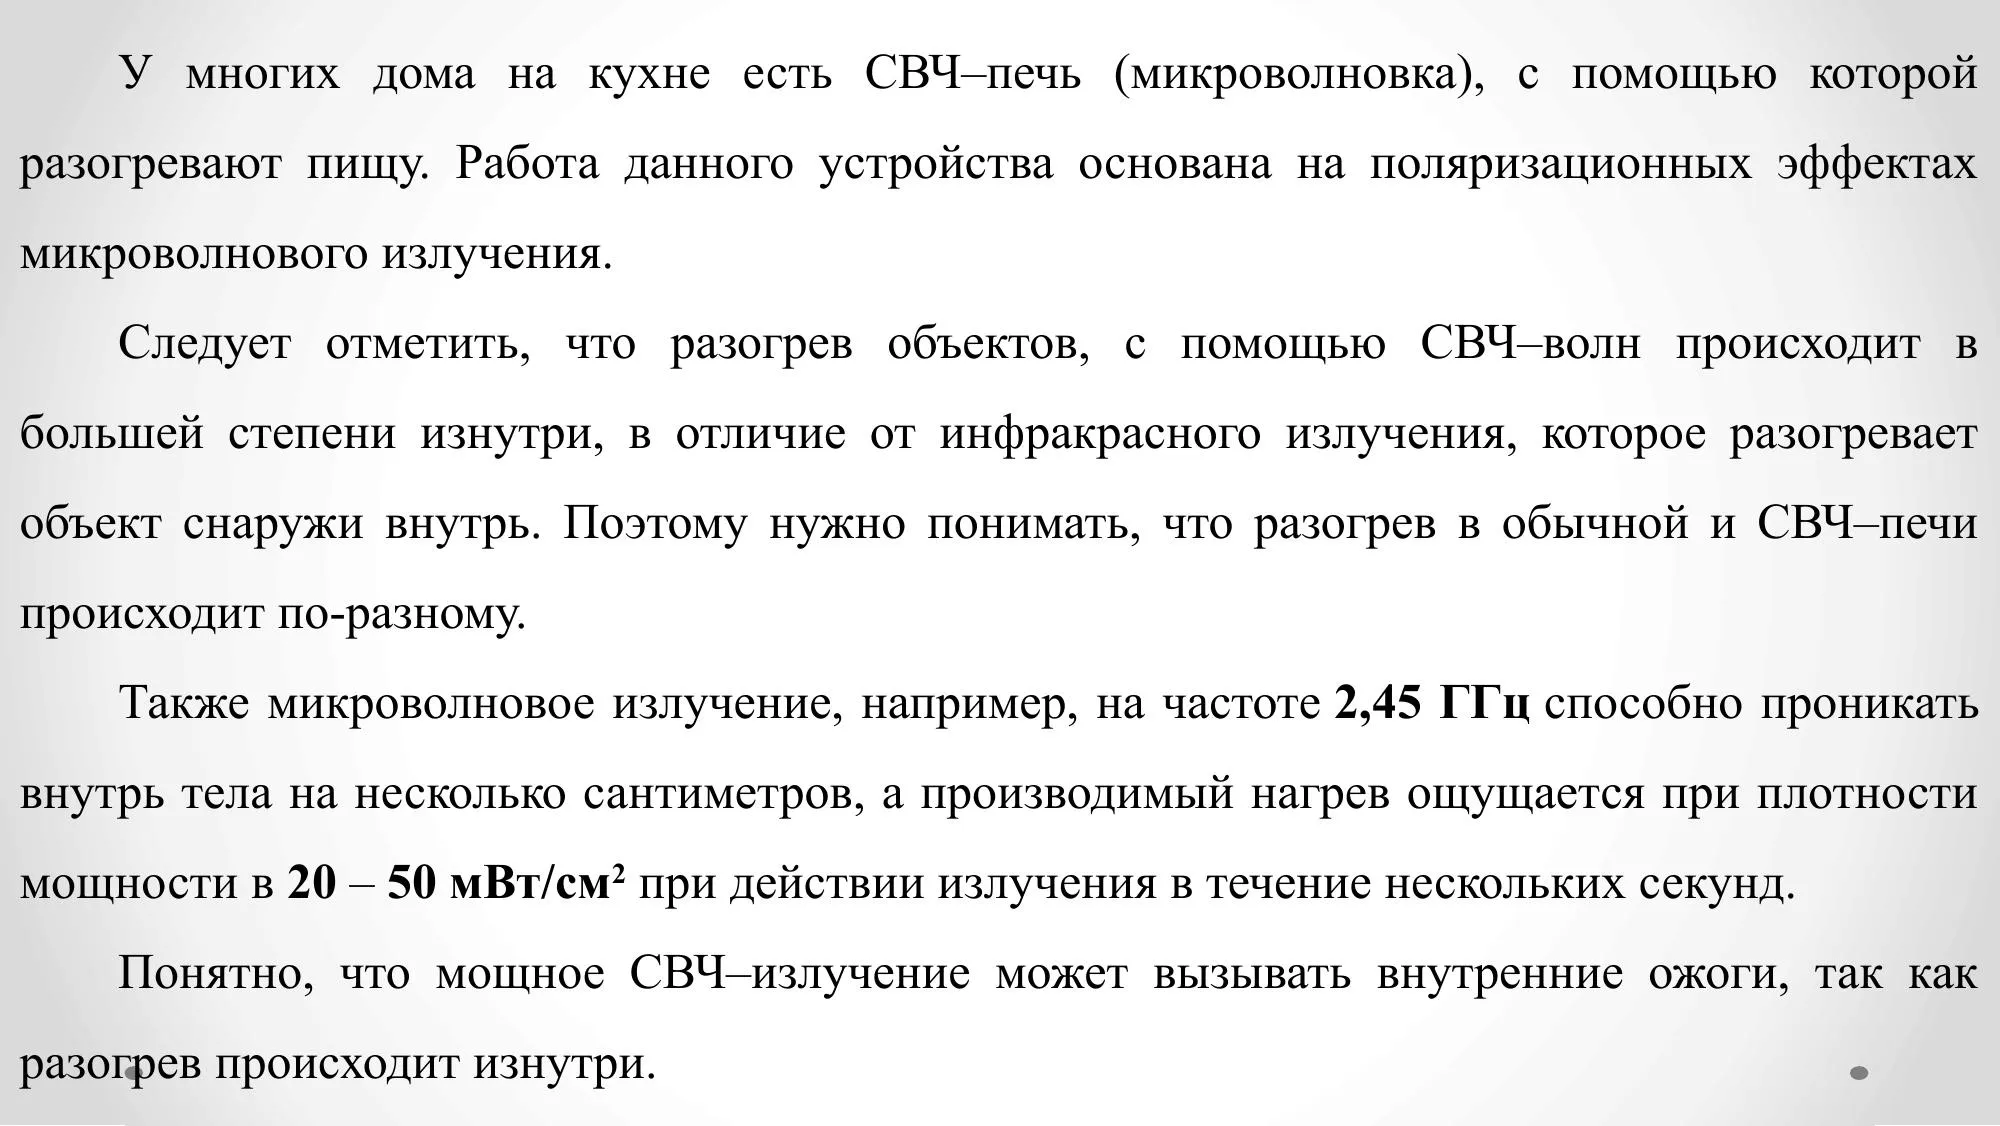 У многих дома на кухне есть СВЧ–печь (микроволновка), с помощью которой
разогревают пищу. Работа данного устройства основана на поляризационных эффектах
микроволнового излучения.
Следует отметить, что разогрев объектов, с помощью СВЧ–волн происходит в
большей степени изнутри, в отличие от инфракрасного излучения, которое разогревает
объект снаружи внутрь. Поэтому нужно понимать, что разогрев в обычной и СВЧ–печи
происходит по-разному.
Также микроволновое излучение, например, на частоте 2,45 ГГц способно проникать
внутрь тела на несколько сантиметров, а производимый нагрев ощущается при плотности
мощности в 20 – 50 мВт/см² при действии излучения в течение нескольких секунд.
Понятно, что мощное СВЧ–излучение может вызывать внутренние ожоги, так как
разогрев происходит изнутри.